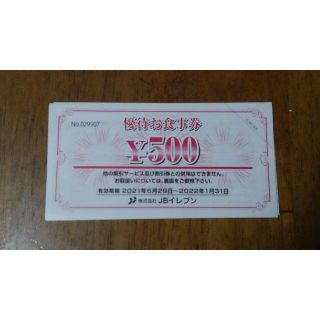 No.029507
優待お食事券
¥500
他の割引サービス及び割引券との併用はできません。
お取扱いについては、裏面をご参照下さい。
有効期限 2021年6月29日~2022年1月31日
株式会社 JBイレブン